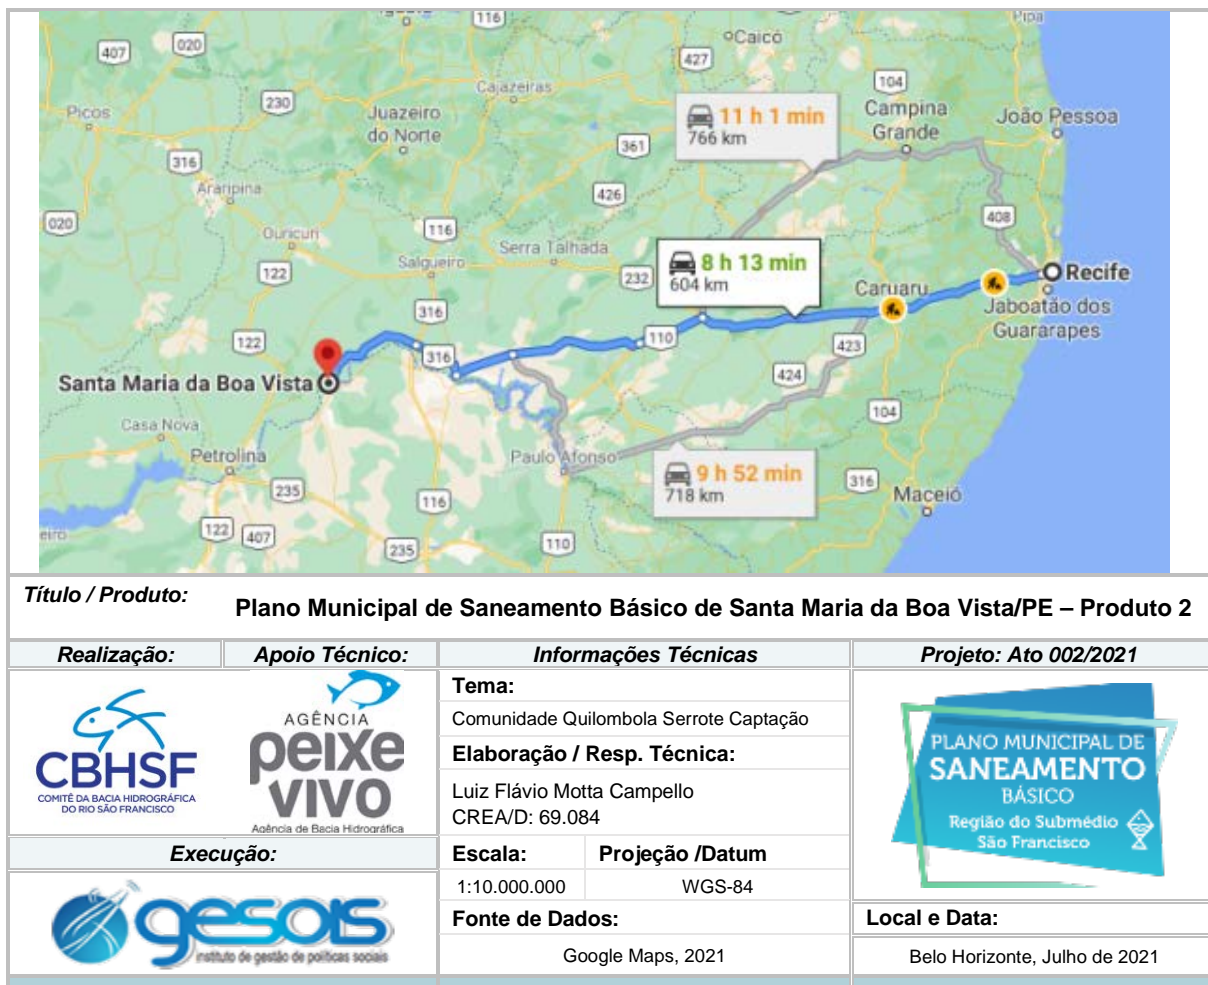 116
Pipa
407
020
Caicó
427
Cajazeiras
104
Picos
230
Juazeiro
do Norte
11 h 1 min
766 km
Campina
Grande
João Pessoa
361
316
Araripina
426
408
020
Ouricuri
116
Serra Talhada
Salgueiro
122
232
8 h 13 min
604 km
Caruaru
Recife
Jaboatão dos
Guararapes
316
122
316
110
423
424
Santa Maria da Boa Vista
104
Casa Nova
Petrolina
Paulo Afonso
9 h 52 min
718 km
316
Maceió
235
116
122
407
235
110
eiro
Título / Produto:
Plano Municipal de Saneamento Básico de Santa Maria da Boa Vista/PE – Produto 2
Realização:
Apoio Técnico:
Informações Técnicas
Projeto: Ato 002/2021
CBHSF
COMITÊ DA BACIA HIDROGRÁFICA
DO RIO SÃO FRANCISCO
AGÊNCIA
peixe
vivo
Agência de Bacia Hidrográfica
Tema:
Comunidade Quilombola Serrote Captação
Elaboração / Resp. Técnica:
Luiz Flávio Motta Campello
CREA/D: 69.084
PLANO MUNICIPAL DE
SANEAMENTO
BÁSICO
Região do Submédio
São Francisco
Execução:
Escala:
Projeção /Datum
1:10.000.000
WGS-84
gesois
instituto de gestão de políticas sociais
Fonte de Dados:
Google Maps, 2021
Local e Data:
Belo Horizonte, Julho de 2021